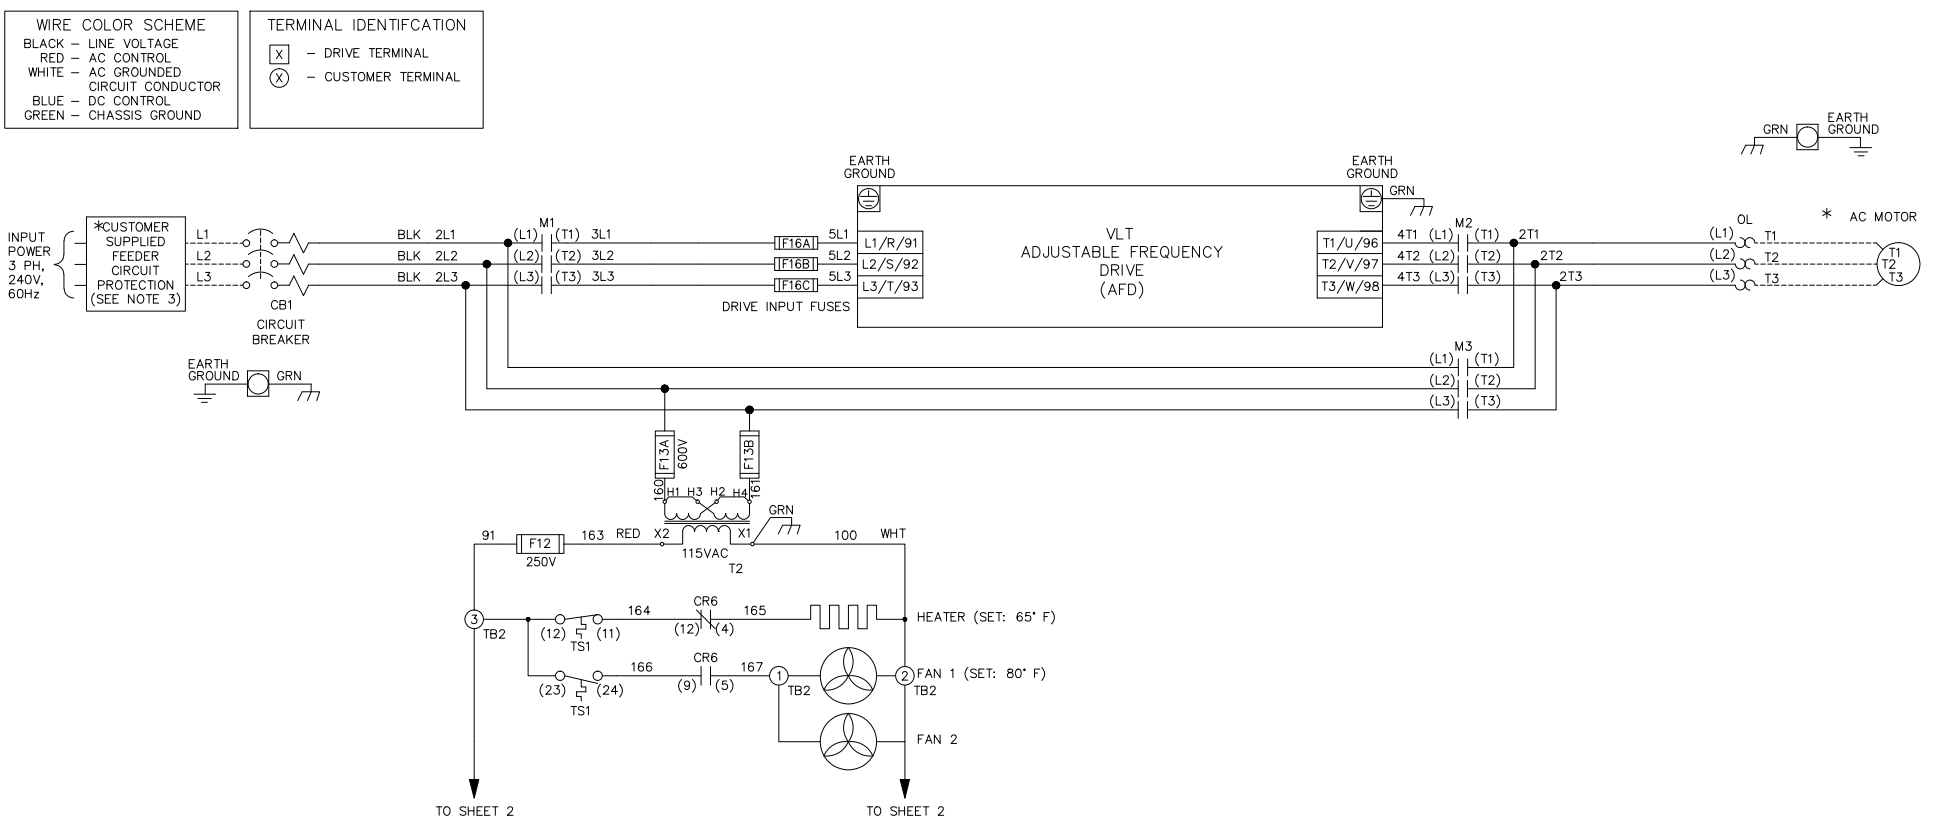 WIRE COLOR SCHEME
BLACK – LINE VOLTAGE
RED – AC CONTROL
WHITE – AC GROUNDED
CIRCUIT CONDUCTOR
BLUE – DC CONTROL
GREEN – CHASSIS GROUND
TERMINAL IDENTIFCATION
X – DRIVE TERMINAL
X – CUSTOMER TERMINAL
GRN
EARTH
GROUND
INPUT
POWER
3 PH,
240V,
60Hz
*CUSTOMER
SUPPLIED
FEEDER
CIRCUIT
PROTECTION
(SEE NOTE 3)
L1
L2
L3
CB1
CIRCUIT
BREAKER
EARTH
GROUND
GRN
BLK 2L1
BLK 2L2
BLK 2L3
M1
(L1) (T1) 3L1
(L2) (T2) 3L2
(L3) (T3) 3L3
F16A
F16B
F16C
DRIVE INPUT FUSES
5L1
5L2
5L3
EARTH
GROUND
L1/R/91
L2/S/92
L3/T/93
VLT
ADJUSTABLE FREQUENCY
DRIVE
(AFD)
EARTH
GROUND
GRN
T1/U/96
T2/V/97
T3/W/98
M2
4T1 (L1) (T1) 2T1
4T2 (L2) (T2) 2T2
4T3 (L3) (T3) 2T3
OL
(L1) T1
(L2) T2
(L3) T3
* AC MOTOR
T1
T2
T3
M3
(L1) (T1)
(L2) (T2)
(L3) (T3)
F13A
600V
F13B
160
161
H1 H3 H2 H4
GRN
91
F12
250V
163 RED X2
X1
115VAC
T2
100 WHT
3
TB2
(12) (11)
TS1
164
CR6
(12) (4)
165
HEATER (SET: 65° F)
(23) (24)
TS1
166
CR6
(9) (5)
167
1
TB2
2
TB2
FAN 1 (SET: 80° F)
FAN 2
TO SHEET 2
TO SHEET 2